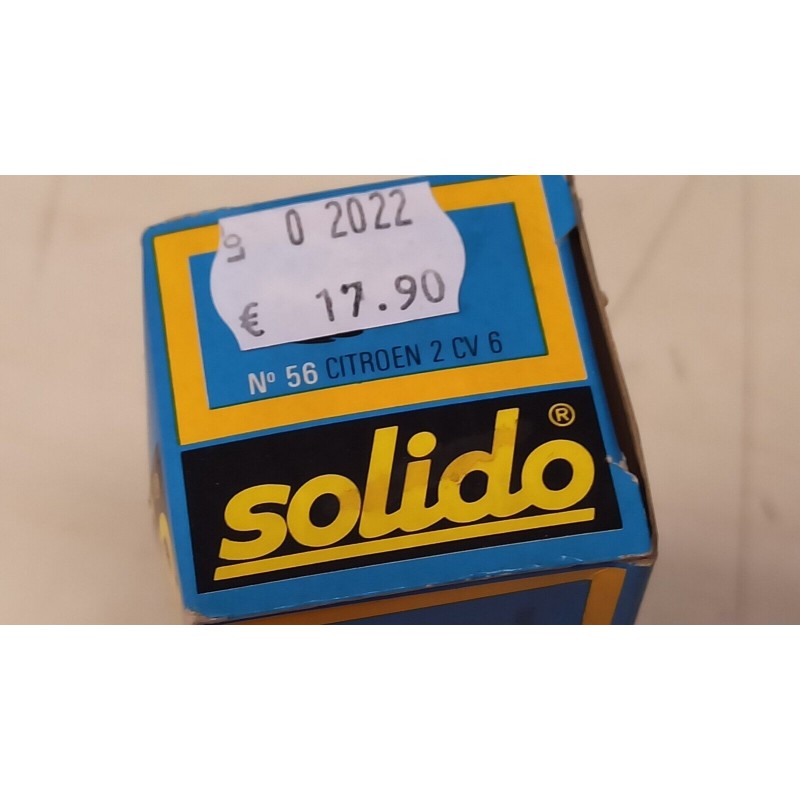 0 2022
€ 17.90
Nº 56 CITROEN 2 CV 6
solido®